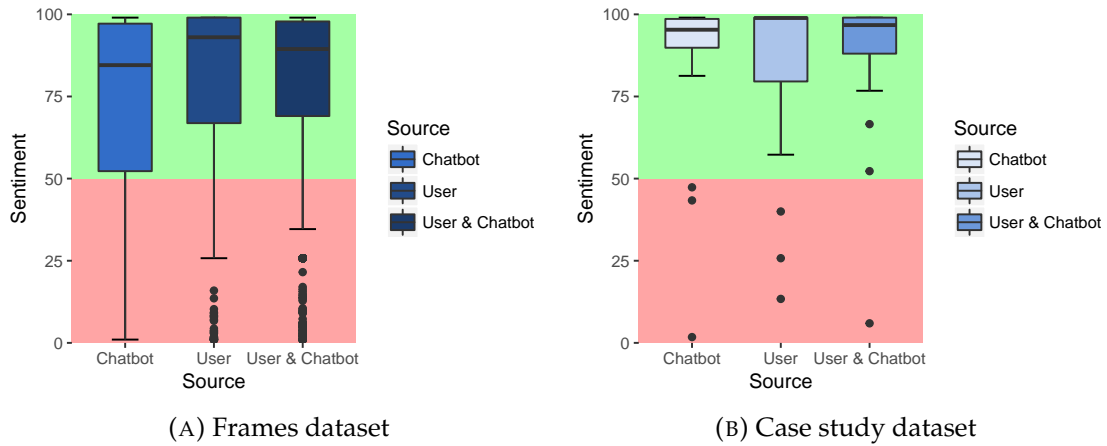 100
75
50
25
0
Sentiment
Chatbot
User
User & Chatbot
Source
Source
Chatbot
User
User & Chatbot
(A) Frames dataset
100
75
50
25
0
Sentiment
Chatbot
User
User & Chatbot
Source
Source
Chatbot
User
User & Chatbot
(B) Case study dataset